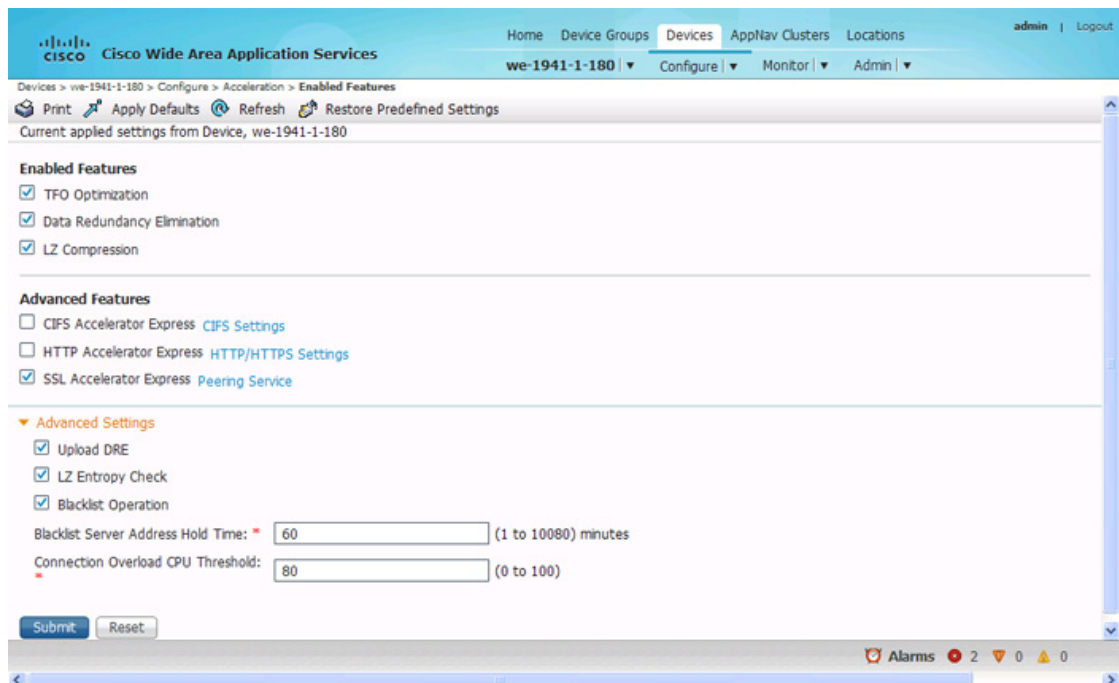 admin | Logout
CISCO Cisco Wide Area Application Services
Home Device Groups Devices AppNav Clusters Locations
we-1941-1-180 Configure Monitor Admin
Devices > we-1941-1-180 > Configure > Acceleration > Enabled Features
Print Apply Defaults Refresh Restore Predefined Settings
Current applied settings from Device, we-1941-1-180
Enabled Features
TFO Optimization
Data Redundancy Elimination
LZ Compression
Advanced Features
CIFS Accelerator Express CIFS Settings
HTTP Accelerator Express HTTP/HTTPS Settings
SSL Accelerator Express Peering Service
Advanced Settings
Upload DRE
LZ Entropy Check
Blacklist Operation
Blacklist Server Address Hold Time: * 60 (1 to 10080) minutes
Connection Overload CPU Threshold: * 80 (0 to 100)
Submit Reset
Alarms 2 0 0